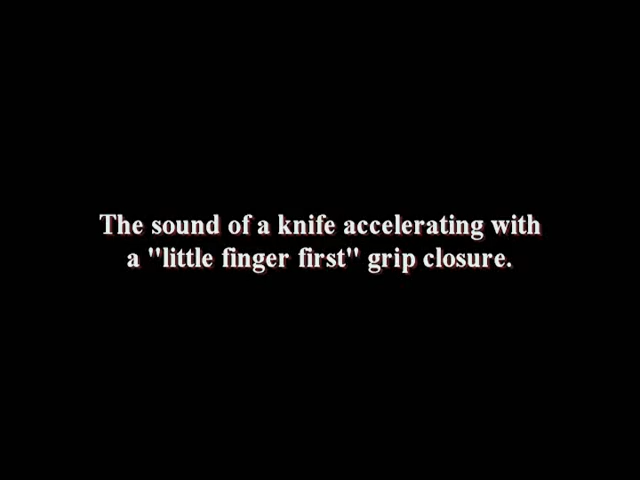 The sound of a knife accelerating with
a "little finger first" grip closure.